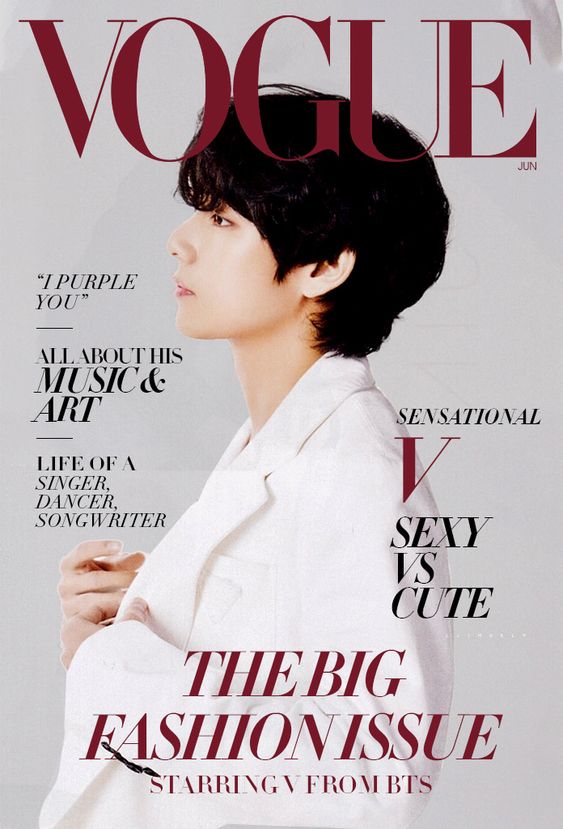 VOGUE
JUN
“I PURPLE
YOU”
ALL ABOUT HIS
MUSIC &
ART
LIFE OF A
SINGER,
DANCER,
SONGWRITER
SENSATIONAL
V
SEXY
VS
CUTE
THE BIG
FASHION ISSUE
STARRING V FROM BTS